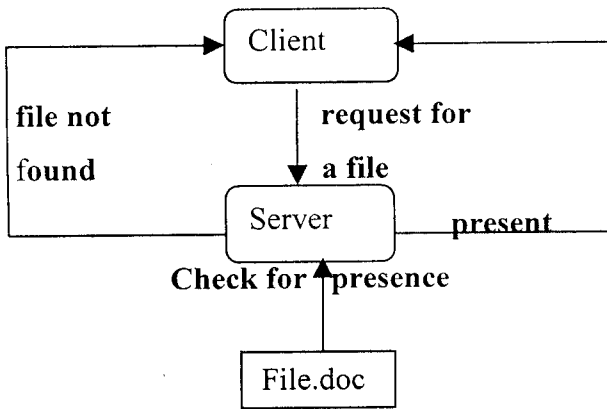 Client
file not
found
request for
a file
Server
present
Check for presence
File.doc